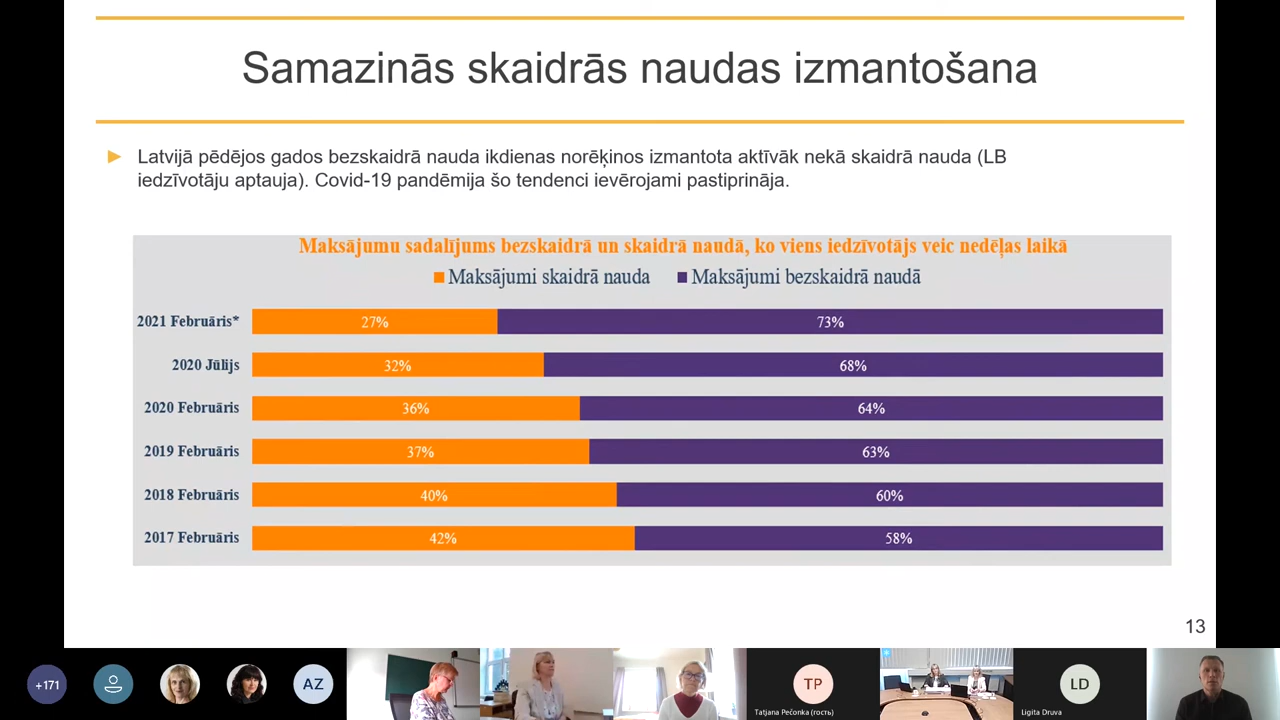 Samazinās skaidrās naudas izmantošana
► Latvijā pēdējos gados bezskaidrā nauda ikdienas norēķinos izmantota aktīvāk nekā skaidrā nauda (LB
iedzīvotāju aptauja). Covid-19 pandēmija šo tendenci ievērojami pastiprināja.
Maksājumu sadalījums bezskaidrā un skaidrā naudā, ko viens iedzīvotājs veic nedēļas laikā
Maksājumi skaidrā nauda Maksājumi bezskaidrā naudā
2021 Februāris* 27% 73%
2020 Jūlijs 32% 68%
2020 Februāris 36% 64%
2019 Februāris 37% 63%
2018 Februāris 40% 60%
2017 Februāris 42% 58%
13
+171 AZ TP LD
Tatjana Pečonka (гость) Ligita Druva